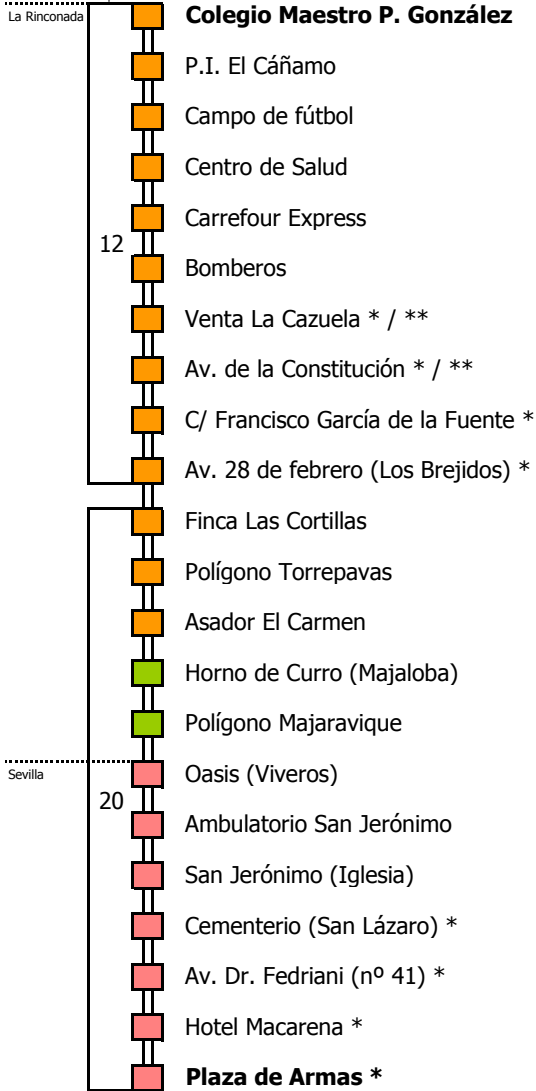 La Rinconada
Colegio Maestro P. González
P.I. El Cáñamo
Campo de fútbol
Centro de Salud
Carrefour Express
12
Bomberos
Venta La Cazuela * / **
Av. de la Constitución * / **
C/ Francisco García de la Fuente *
Av. 28 de febrero (Los Brejidos) *
Finca Las Cortillas
Polígono Torrepavas
Asador El Carmen
Horno de Curro (Majaloba)
Polígono Majaravique
Sevilla
Oasis (Viveros)
20
Ambulatorio San Jerónimo
San Jerónimo (Iglesia)
Cementerio (San Lázaro) *
Av. Dr. Fedriani (nº 41) *
Hotel Macarena *
Plaza de Armas *